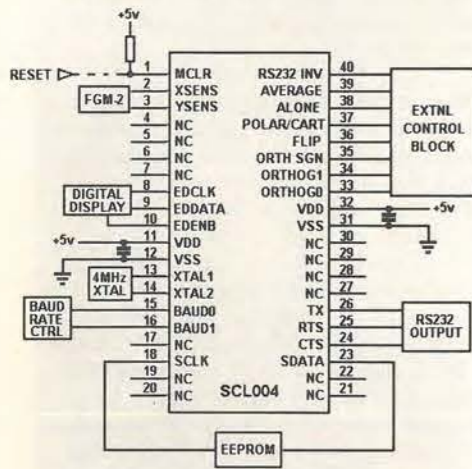 +5v
RESET
1 MCLR RS232 INV 40
2 XSENS AVERAGE 39
FGM-2
3 YSENS ALONE 38
4 NC POLAR/CART 37
5 NC FLIP 36
6 NC ORTH SGN 35
7 NC ORTHOG1 34
8 EDCLK ORTHOG0 33
EXTNL
CONTROL
BLOCK
DIGITAL
DISPLAY
9 EDDATA VDD 32
+5v
10 EDENB VSS 31
+5v
11 VDD NC 30
12 VSS NC 29
4MHz
XTAL
13 XTAL1 NC 28
14 XTAL2 NC 27
BAUD
RATE
CTRL
15 BAUD0 TX 26
16 BAUD1 RTS 25
17 NC CTS 24
RS232
OUTPUT
18 SCLK SDATA 23
19 NC NC 22
20 NC NC 21
SCL004
EEPROM